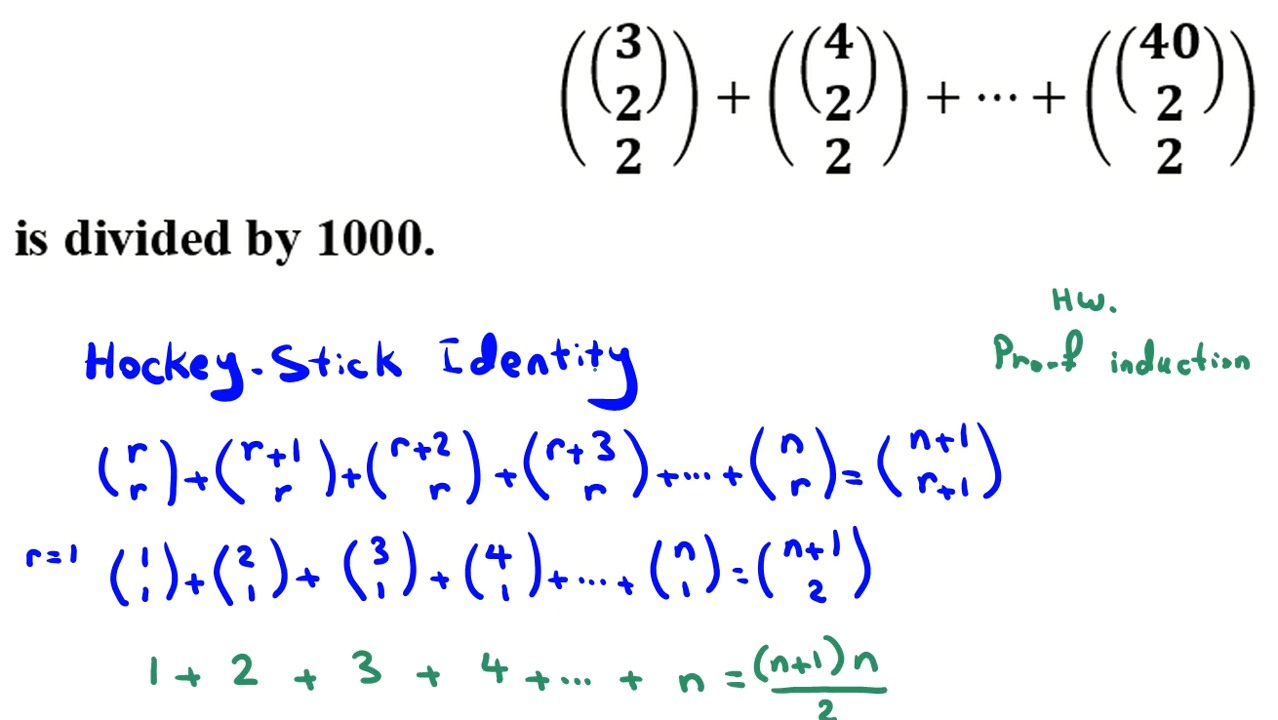 ((3 2) 2) + ((4 2) 2) + ⋯ + ((40 2) 2)
is divided by 1000.
HW.
Proof induction
Hockey-Stick Identity
(r r) + (r+1 r) + (r+2 r) + (r+3 r) + ... + (n r) = (n+1 r+1)
r=1 (1 1) + (2 1) + (3 1) + (4 1) + ... + (n 1) = (n+1 2)
1 + 2 + 3 + 4 + ... + n = (n+1)n / 2